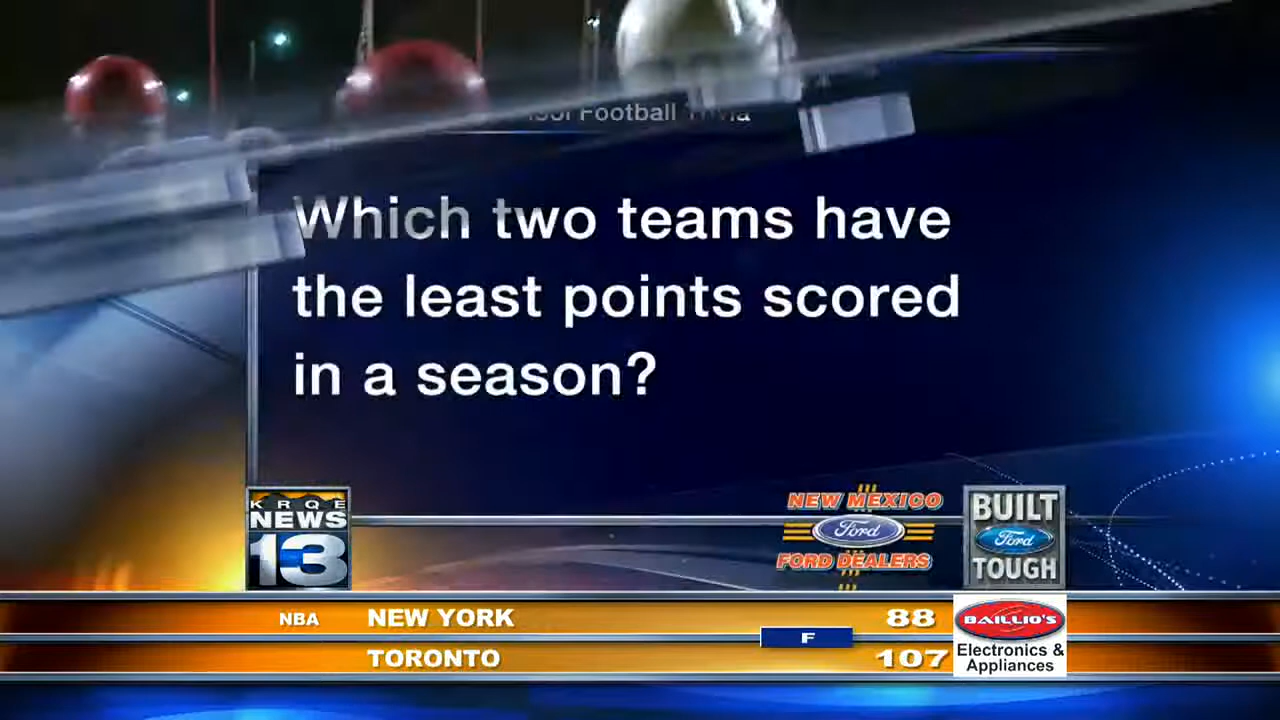 Football
Which two teams have
the least points scored
in a season?
KRQE
NEWS
13
NEW MEXICO
Ford
FORD DEALERS
BUILT
Ford
TOUGH
NBA NEW YORK 88
F
TORONTO 107
BAILLIO'S
Electronics &
Appliances